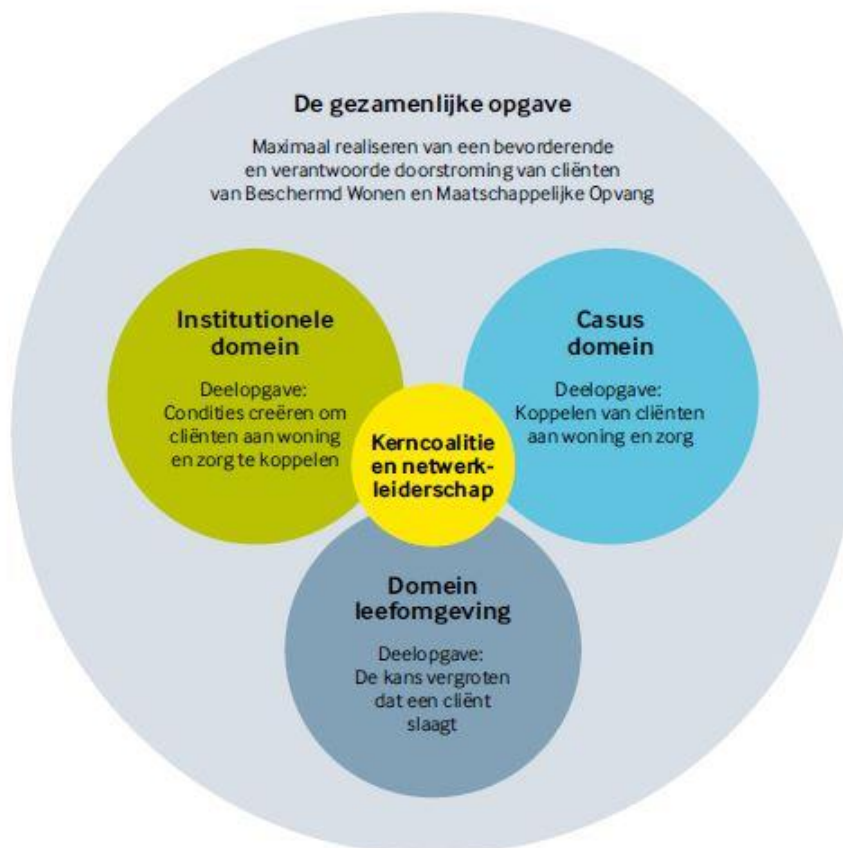 De gezamenlijke opgave
Maximaal realiseren van een bevorderende
en verantwoorde doorstroming van cliënten
van Beschermd Wonen en Maatschappelijke Opvang
Institutionele
domein
Deelopgave:
Condities creëren om
cliënten aan woning
en zorg te koppelen
Casus
domein
Deelopgave:
Koppelen van cliënten
aan woning en zorg
Kerncoalitie
en netwerk-
leiderschap
Domein
leefomgeving
Deelopgave:
De kans vergroten
dat een cliënt
slaagt